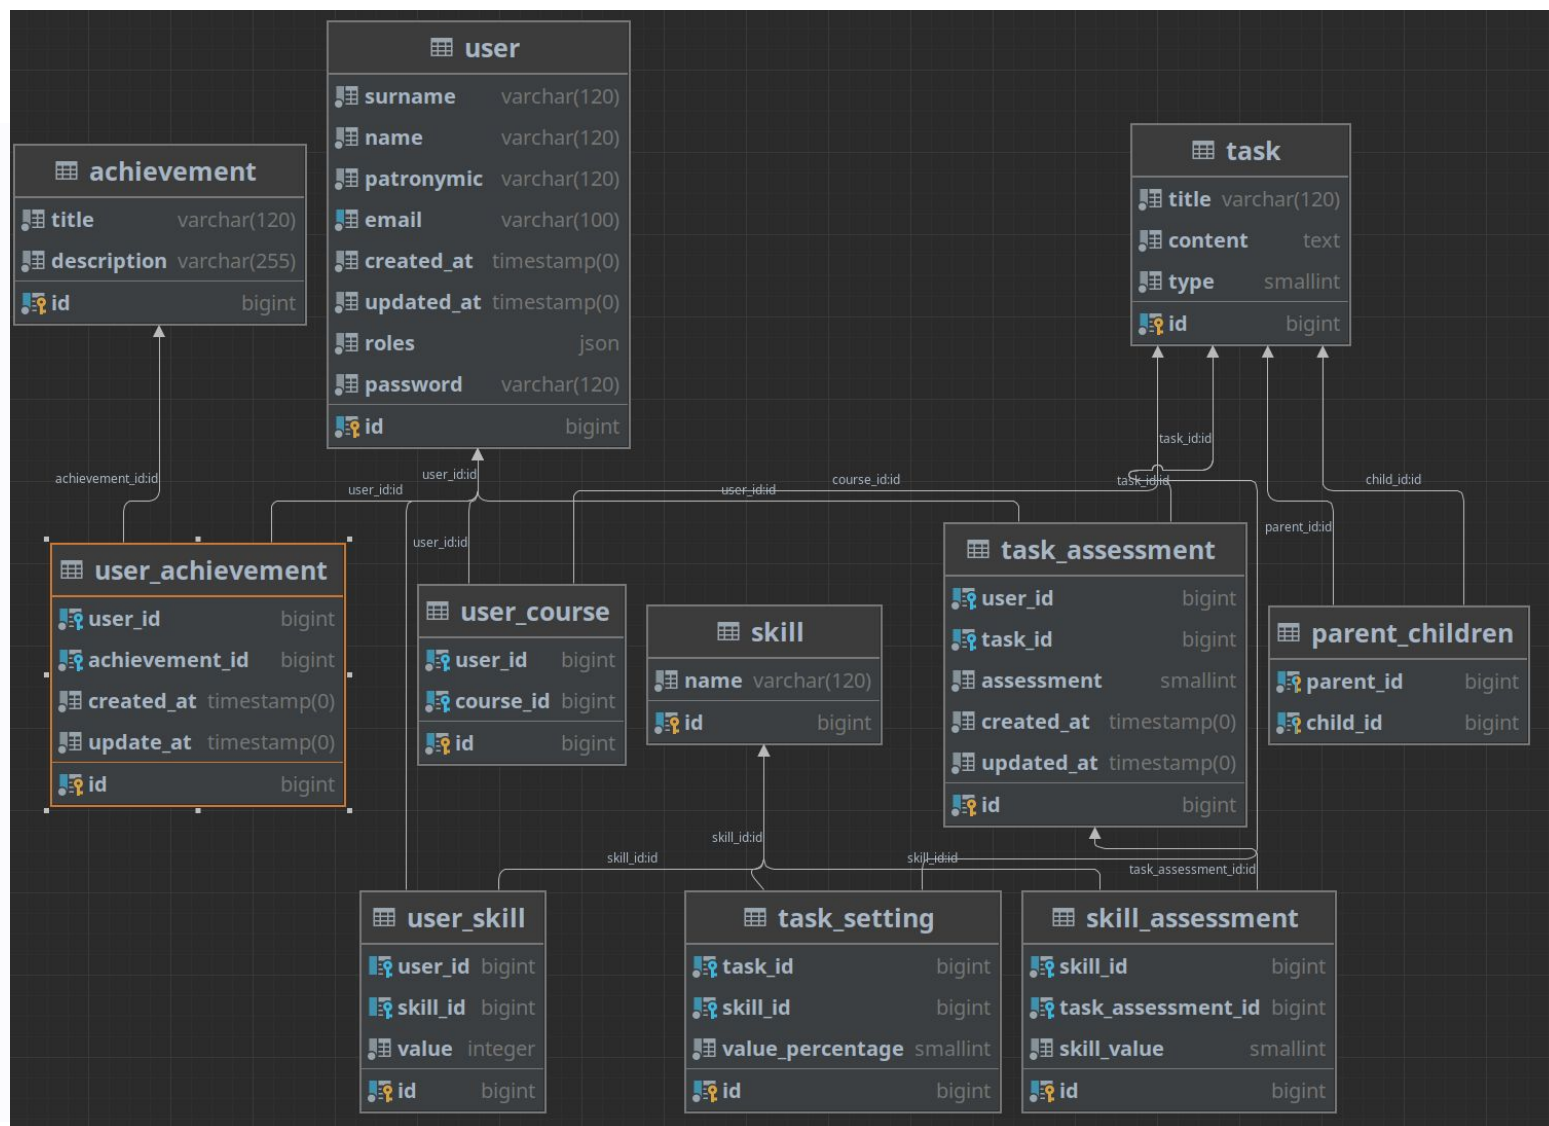 user
surname varchar(120)
name varchar(120)
patronymic varchar(120)
email varchar(100)
created_at timestamp(0)
updated_at timestamp(0)
roles json
password varchar(120)
id bigint
achievement
title varchar(120)
description varchar(255)
id bigint
task
title varchar(120)
content text
type smallint
id bigint
achievement_id:id
user_id:id
user_id:id
user_id:id
user_id:id
course_id:id
task_id:id
task_id:id
parent_id:id
child_id:id
user_achievement
user_id bigint
achievement_id bigint
created_at timestamp(0)
update_at timestamp(0)
id bigint
user_course
user_id bigint
course_id bigint
id bigint
skill
name varchar(120)
id bigint
task_assessment
user_id bigint
task_id bigint
assessment smallint
created_at timestamp(0)
updated_at timestamp(0)
id bigint
parent_children
parent_id bigint
child_id bigint
skill_id:id
skill_id:id
skill_id:id
task_assessment_id:id
user_skill
user_id bigint
skill_id bigint
value integer
id bigint
task_setting
task_id bigint
skill_id bigint
value_percentage smallint
id bigint
skill_assessment
skill_id bigint
task_assessment_id bigint
skill_value smallint
id bigint